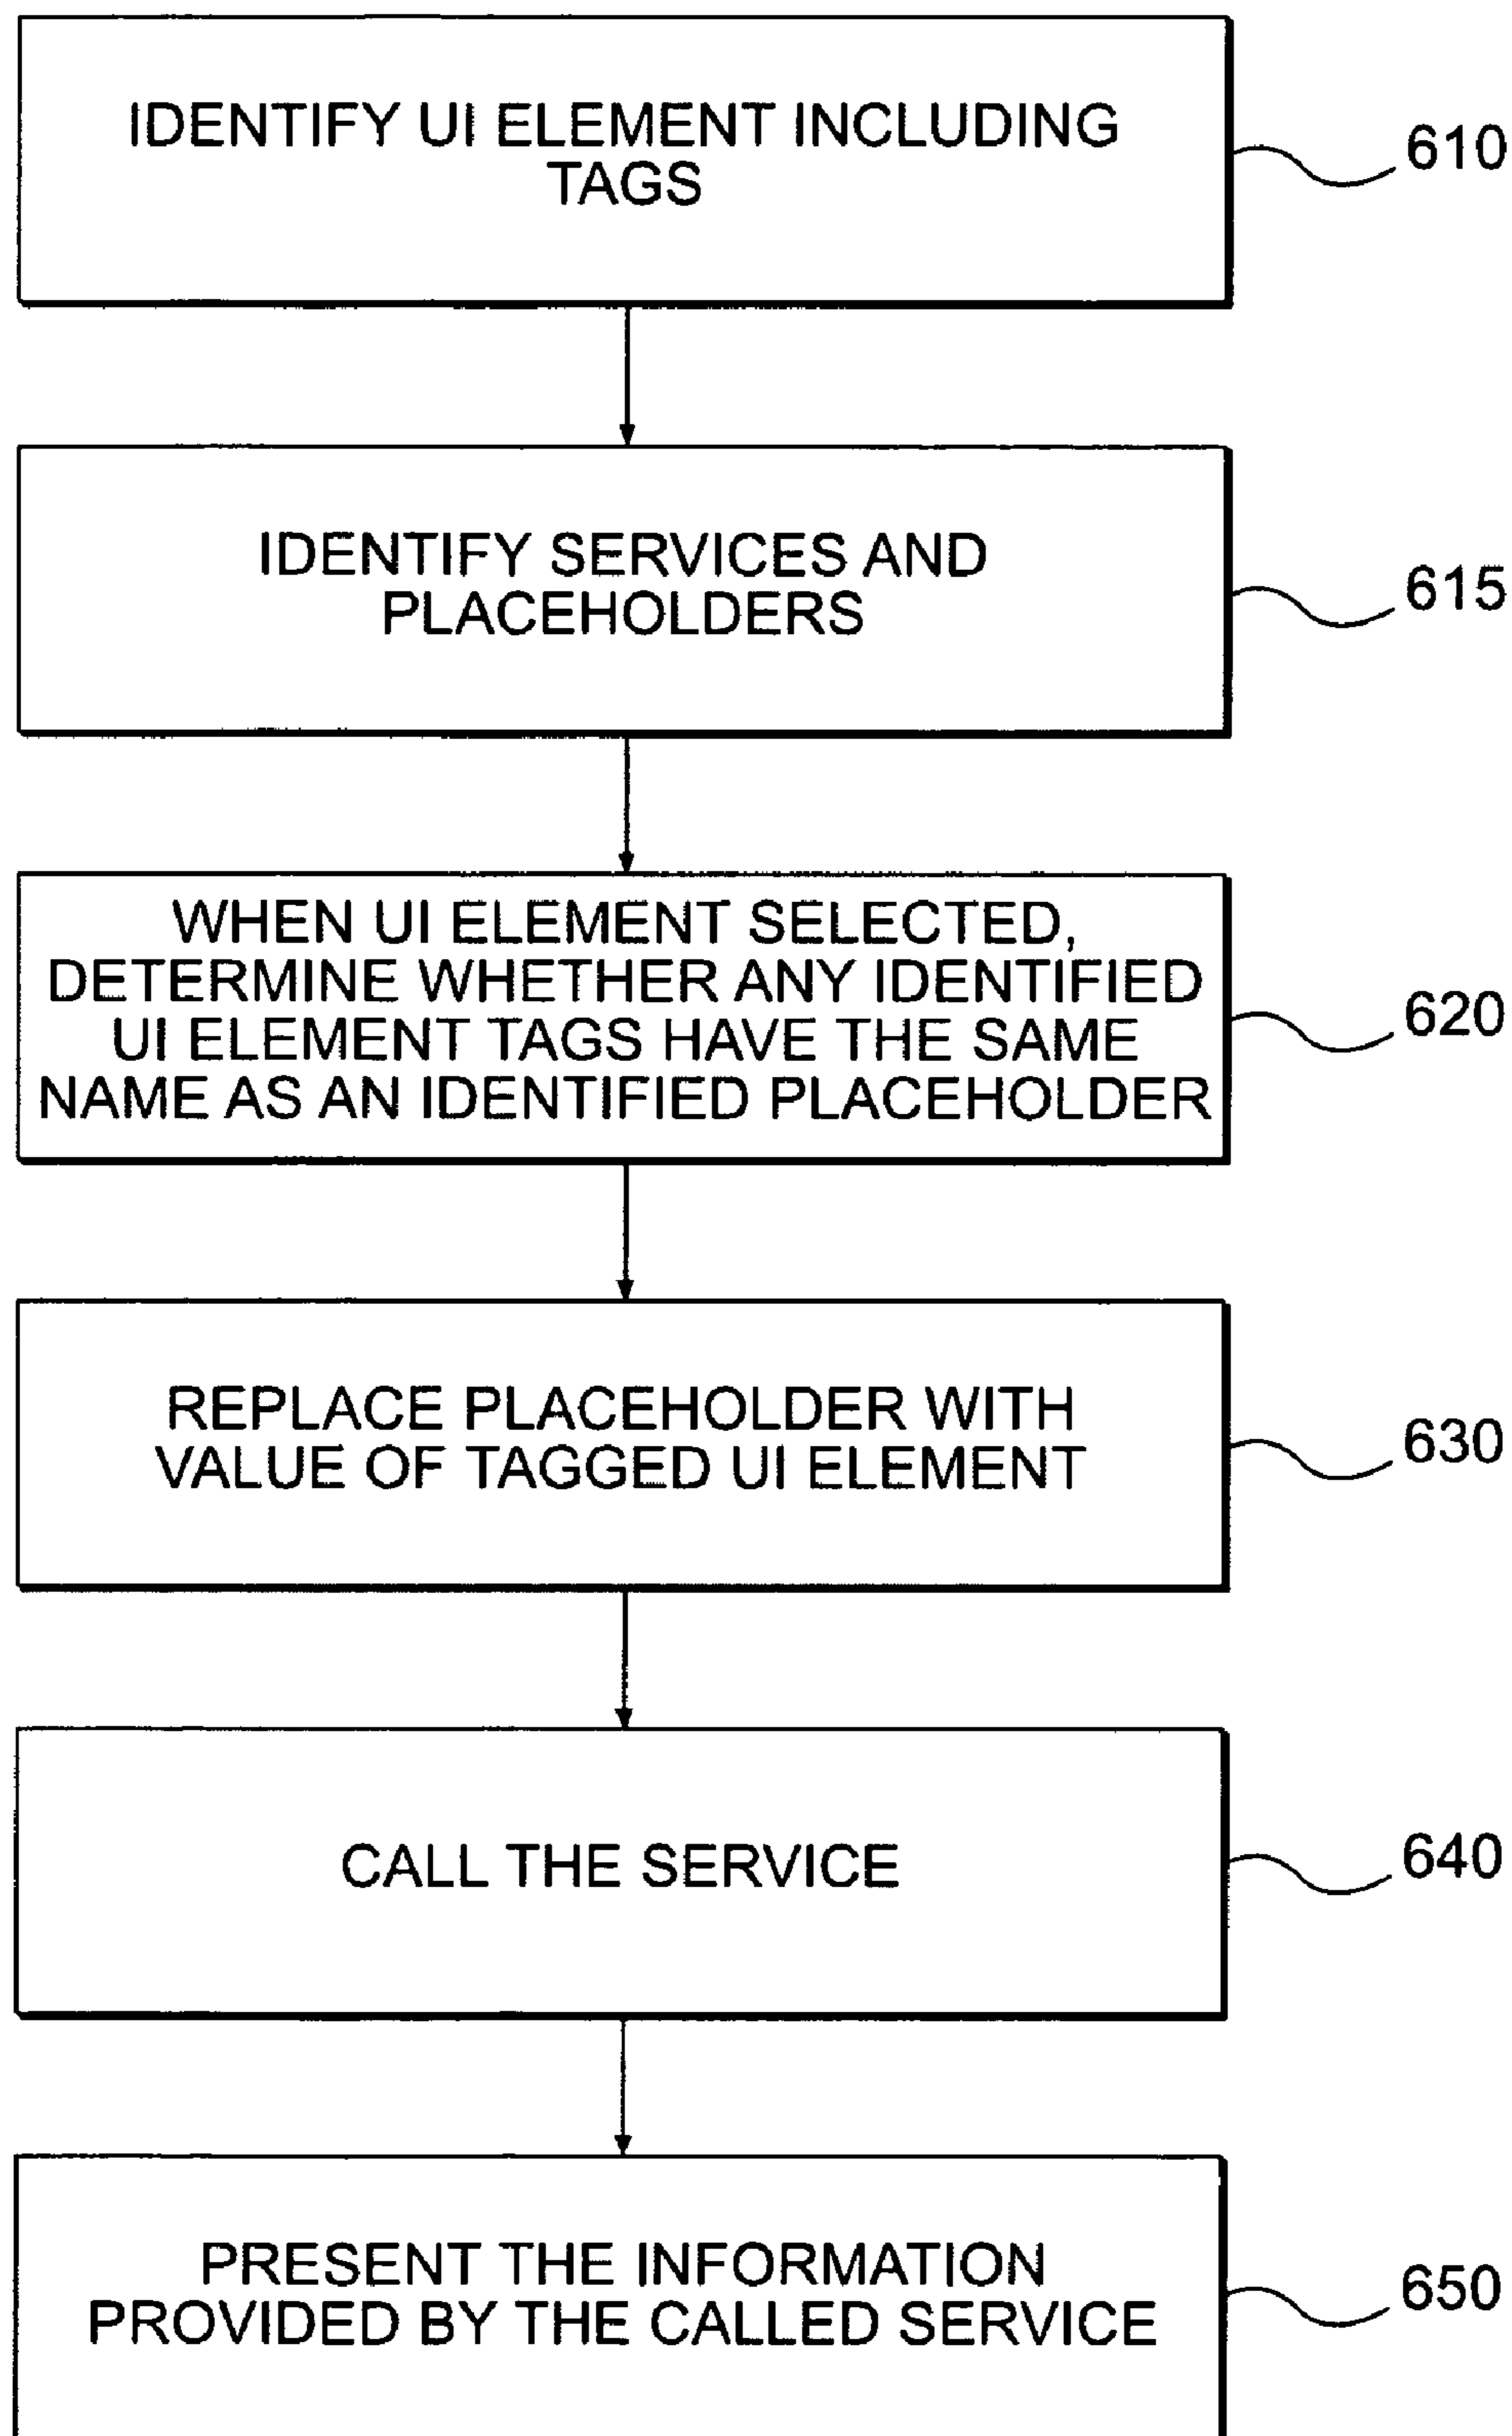 IDENTIFY UI ELEMENT INCLUDING
TAGS
610
IDENTIFY SERVICES AND
PLACEHOLDERS
615
WHEN UI ELEMENT SELECTED,
DETERMINE WHETHER ANY IDENTIFIED
UI ELEMENT TAGS HAVE THE SAME
NAME AS AN IDENTIFIED PLACEHOLDER
620
REPLACE PLACEHOLDER WITH
VALUE OF TAGGED UI ELEMENT
630
CALL THE SERVICE
640
PRESENT THE INFORMATION
PROVIDED BY THE CALLED SERVICE
650